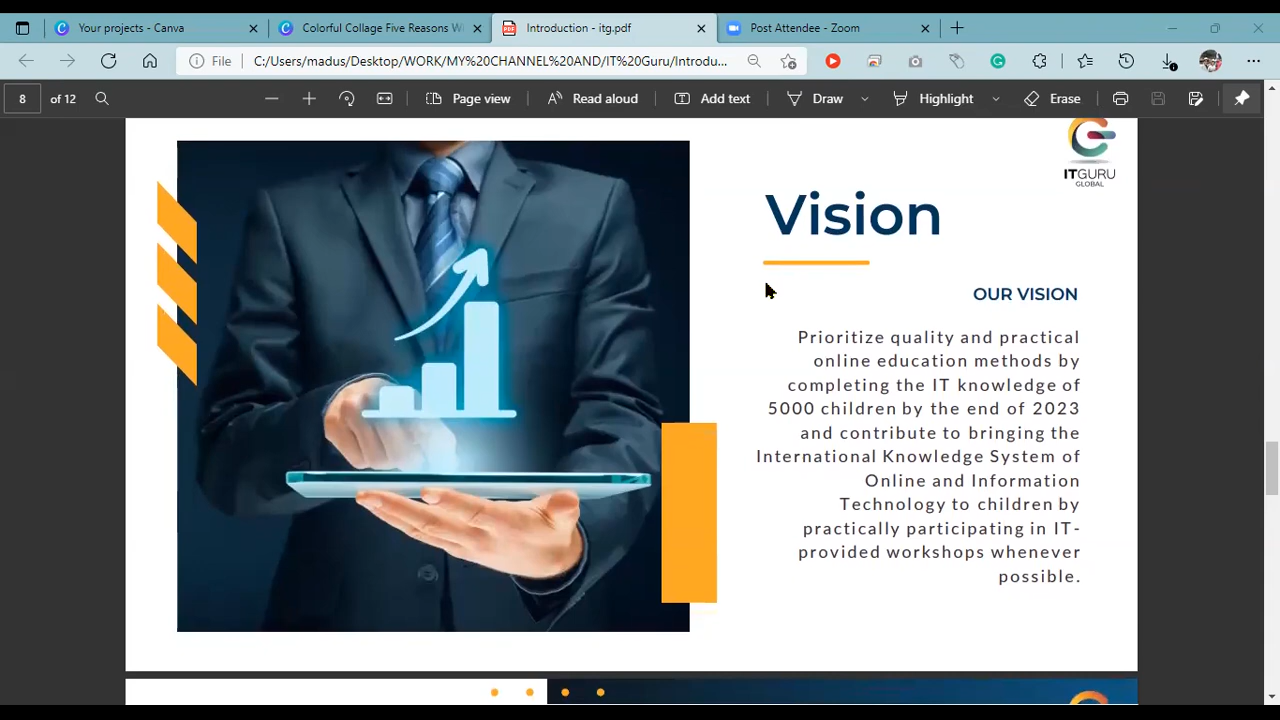 Your projects - Canva
Colorful Collage Five Reasons W
Introduction - itg.pdf
Post Attendee - Zoom
File
C:/Users/madus/Desktop/WORK/MY%20CHANNEL%20AND/IT%20Guru/Introdu...
8 of 12
Page view
Read aloud
Add text
Draw
Highlight
Erase
ITGURU
GLOBAL
Vision
OUR VISION
Prioritize quality and practical
online education methods by
completing the IT knowledge of
5000 children by the end of 2023
and contribute to bringing the
International Knowledge System of
Online and Information
Technology to children by
practically participating in IT-
provided workshops whenever
possible.